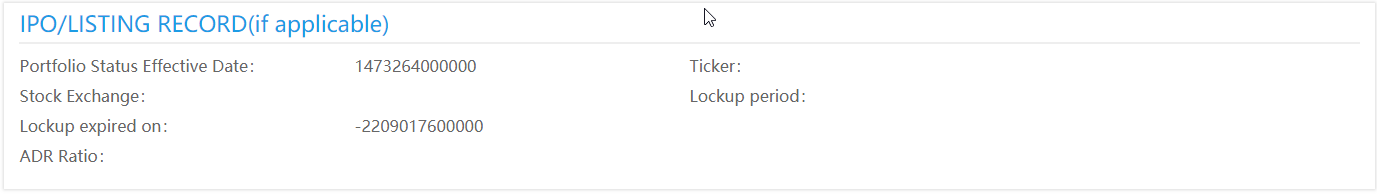 IPO/LISTING RECORD(if applicable)
Portfolio Status Effective Date: 1473264000000 Ticker:
Stock Exchange: Lockup period:
Lockup expired on: -2209017600000
ADR Ratio: